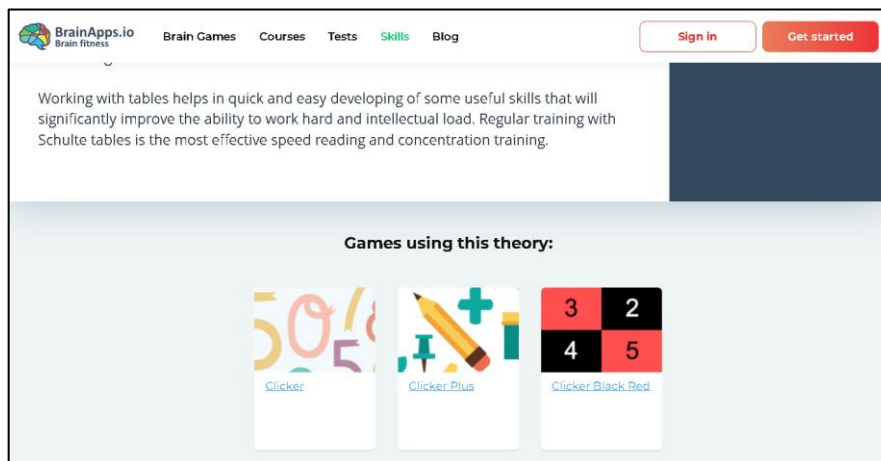 BrainApps.io
Brain fitness
Brain Games Courses Tests Skills Blog Sign in Get started
Working with tables helps in quick and easy developing of some useful skills that will
significantly improve the ability to work hard and intellectual load. Regular training with
Schulte tables is the most effective speed reading and concentration training.
Games using this theory:
3 2
4 5
Clicker Clicker Plus Clicker Black Red